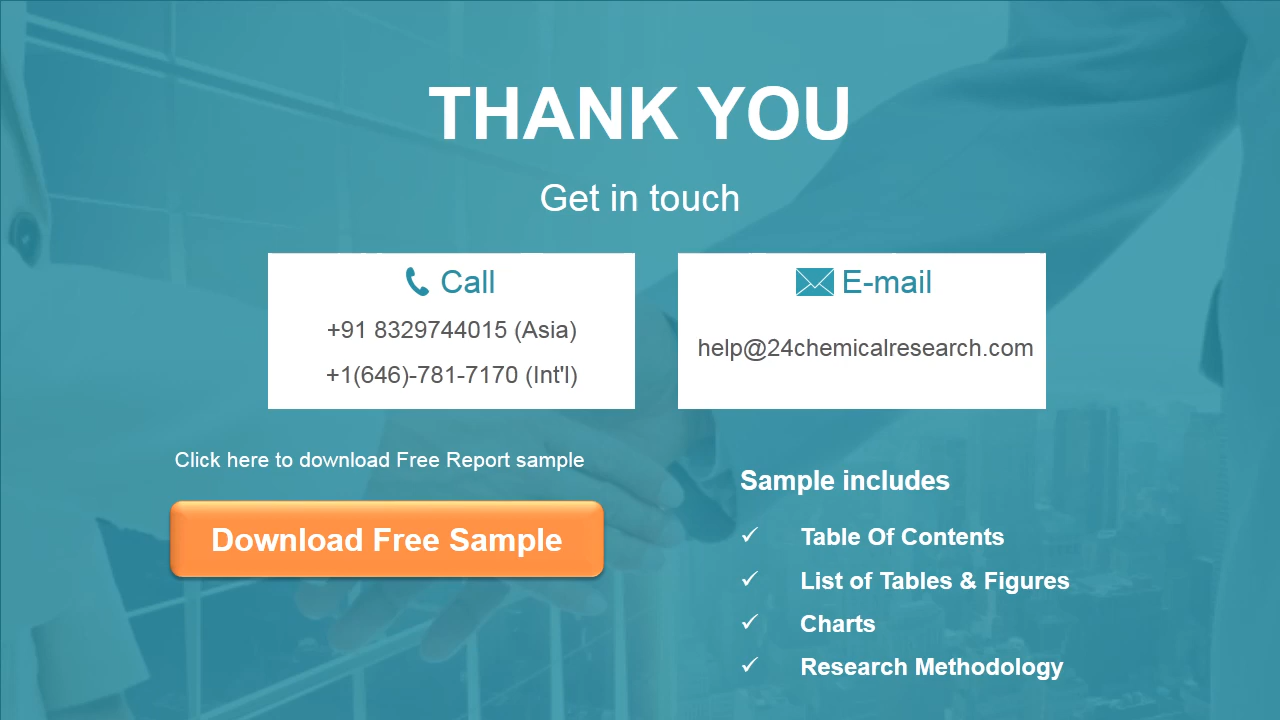 THANK YOU
Get in touch
Call
+91 8329744015 (Asia)
+1(646)-781-7170 (Int'l)
E-mail
help@24chemicalresearch.com
Click here to download Free Report sample
Download Free Sample
Sample includes
✓ Table Of Contents
✓ List of Tables & Figures
✓ Charts
✓ Research Methodology